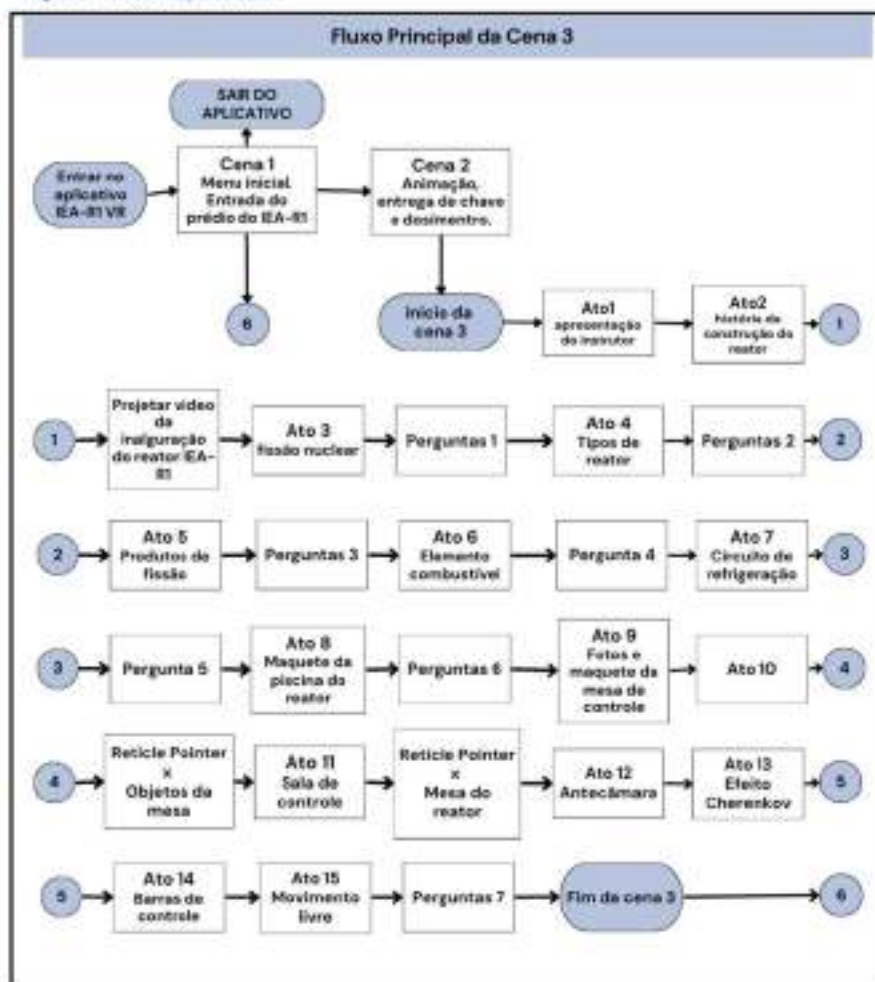 Fluxo Principal da Cena 3
SAIR DO
APLICATIVO
Entrar no
aplicativo
IEA-R1 VR
Cena 1
Menu inicial.
Entrada do
prédio do IEA-R1
Cena 2
Animação,
entrega de chave
e dosimentro.
6
Início da
cena 3
Ato1
apresentação
do instrutor
Ato2
história da
construção do
reator
1
1
Projetar video
da
inalguração
do reator IEA-
R1
Ato 3
fissão nuclear
Perguntas 1
Ato 4
Tipos de
reator
Perguntas 2
2
2
Ato 5
Produtos de
fissão
Perguntas 3
Ato 6
Elemento
combustível
Pergunta 4
Ato 7
Circuito de
refrigeração
3
3
Pergunta 5
Ato 8
Maquete da
piscina do
reator
Perguntas 6
Ato 9
Fotos e
maquete da
mesa de
controle
Ato 10
4
4
Reticle Pointer
x
Objetos da
mesa
Ato 11
Sala de
controle
Reticle Pointer
x
Mesa do
reator
Ato 12
Antecâmara
Ato 13
Efeito
Cherenkov
5
5
Ato 14
Barras de
controle
Ato 15
Movimento
livre
Perguntas 7
Fim da cena 3
6